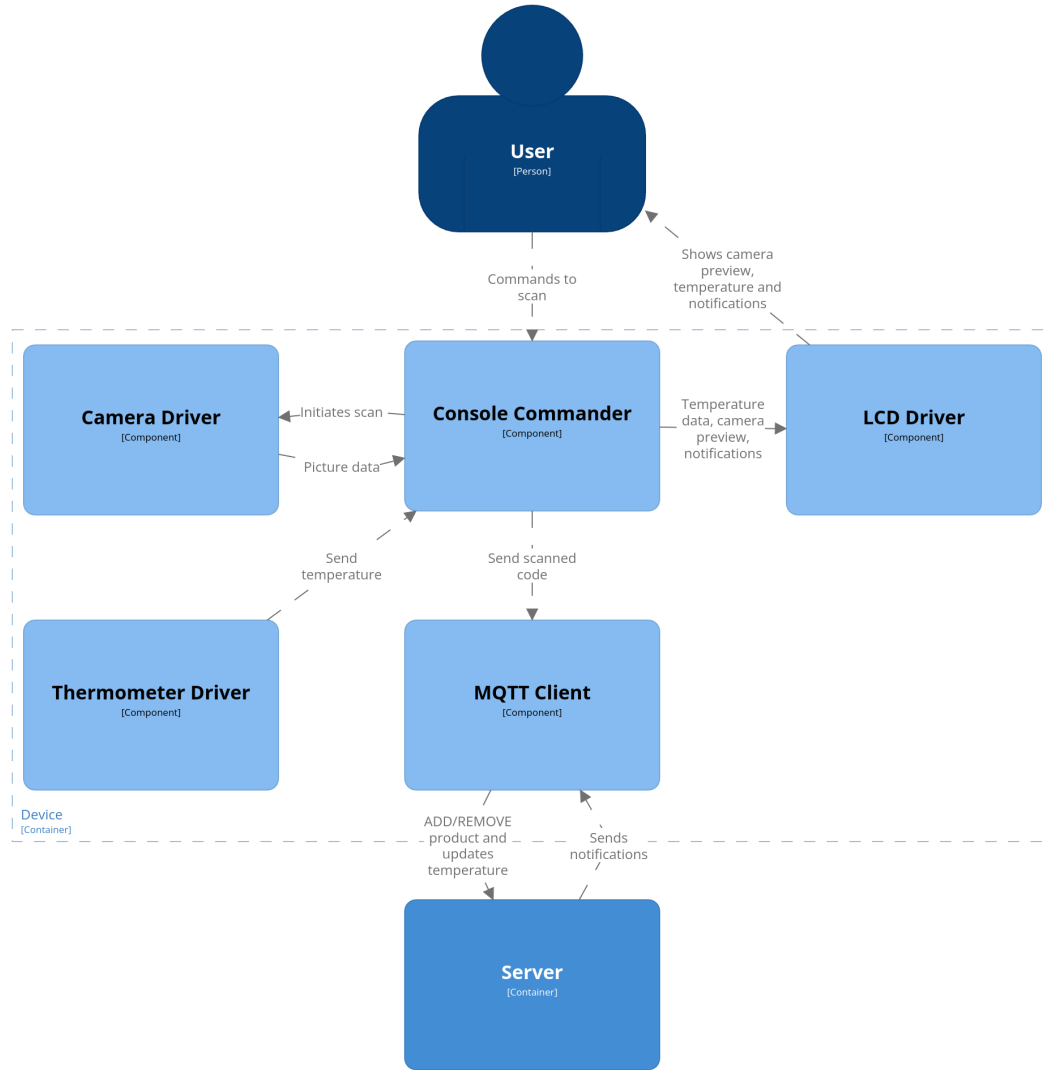 User
[Person]
Shows camera
preview,
temperature and
notifications
Commands to
scan
Camera Driver
[Component]
Initiates scan
Picture data
Console Commander
[Component]
Temperature
data, camera
preview,
notifications
LCD Driver
[Component]
Send
temperature
Send scanned
code
Thermometer Driver
[Component]
MQTT Client
[Component]
Device
[Container]
ADD/REMOVE
product and
updates
temperature
Sends
notifications
Server
[Container]